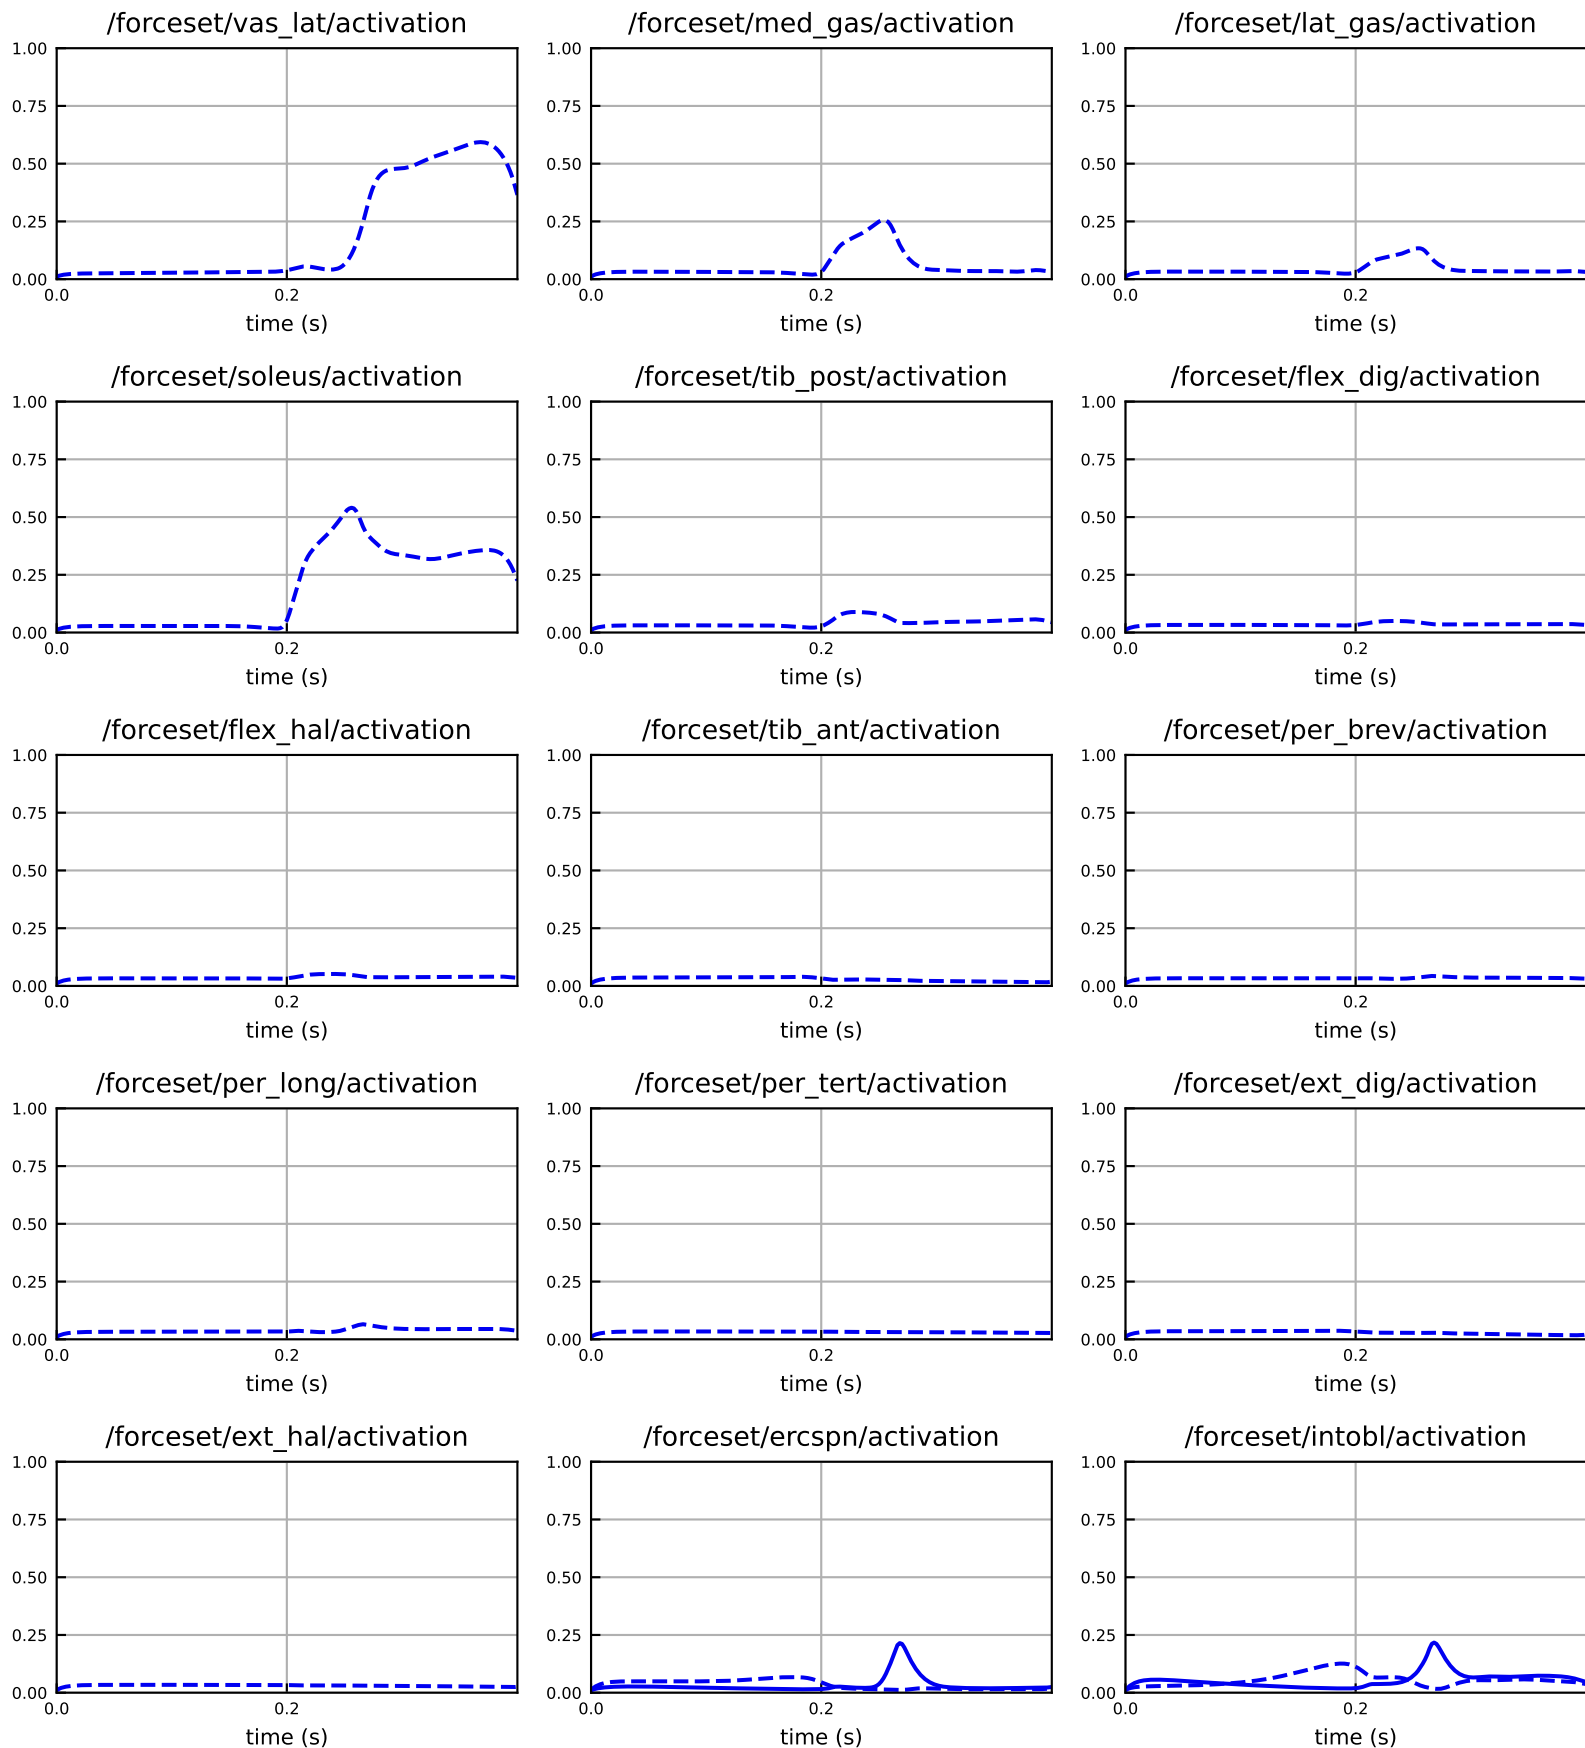 /forceset/vas_lat/activation /forceset/med_gas/activation /forceset/lat_gas/activation
1.00 1.00 1.00
0.75 0.75 0.75
0.50 0.50 0.50
0.25 0.25 0.25
0.00 0.00 0.00
0.0 0.2 0.0 0.2 0.0 0.2
time (s) time (s) time (s)
/forceset/soleus/activation /forceset/tib_post/activation /forceset/flex_dig/activation
1.00 1.00 1.00
0.75 0.75 0.75
0.50 0.50 0.50
0.25 0.25 0.25
0.00 0.00 0.00
0.0 0.2 0.0 0.2 0.0 0.2
time (s) time (s) time (s)
/forceset/flex_hal/activation /forceset/tib_ant/activation /forceset/per_brev/activation
1.00 1.00 1.00
0.75 0.75 0.75
0.50 0.50 0.50
0.25 0.25 0.25
0.00 0.00 0.00
0.0 0.2 0.0 0.2 0.0 0.2
time (s) time (s) time (s)
/forceset/per_long/activation /forceset/per_tert/activation /forceset/ext_dig/activation
1.00 1.00 1.00
0.75 0.75 0.75
0.50 0.50 0.50
0.25 0.25 0.25
0.00 0.00 0.00
0.0 0.2 0.0 0.2 0.0 0.2
time (s) time (s) time (s)
/forceset/ext_hal/activation /forceset/ercspn/activation /forceset/intobl/activation
1.00 1.00 1.00
0.75 0.75 0.75
0.50 0.50 0.50
0.25 0.25 0.25
0.00 0.00 0.00
0.0 0.2 0.0 0.2 0.0 0.2
time (s) time (s) time (s)